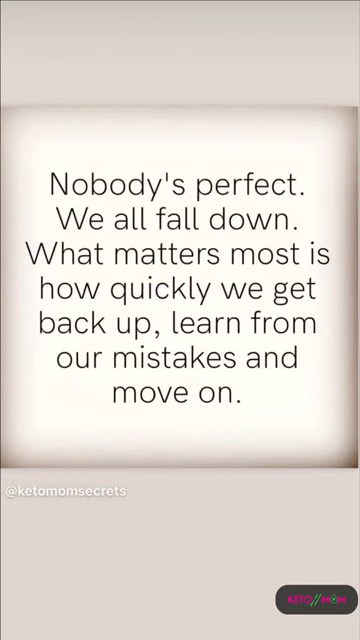 Nobody's perfect.
We all fall down.
What matters most is
how quickly we get
back up, learn from
our mistakes and
move on.
@ketomomsecrets
KETO//MOM